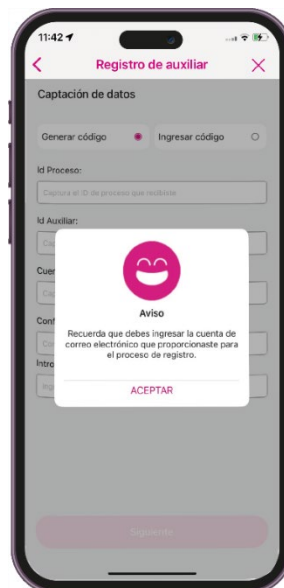 11:42
Registro de auxiliar
Captación de datos
Generar código
Ingresar código
Id Proceso:
Captura el ID de proceso que recibiste
Id Auxiliar:
Aviso
Recuerda que debes ingresar la cuenta de
correo electrónico que proporcionaste para
el proceso de registro.
ACEPTAR
Siguiente